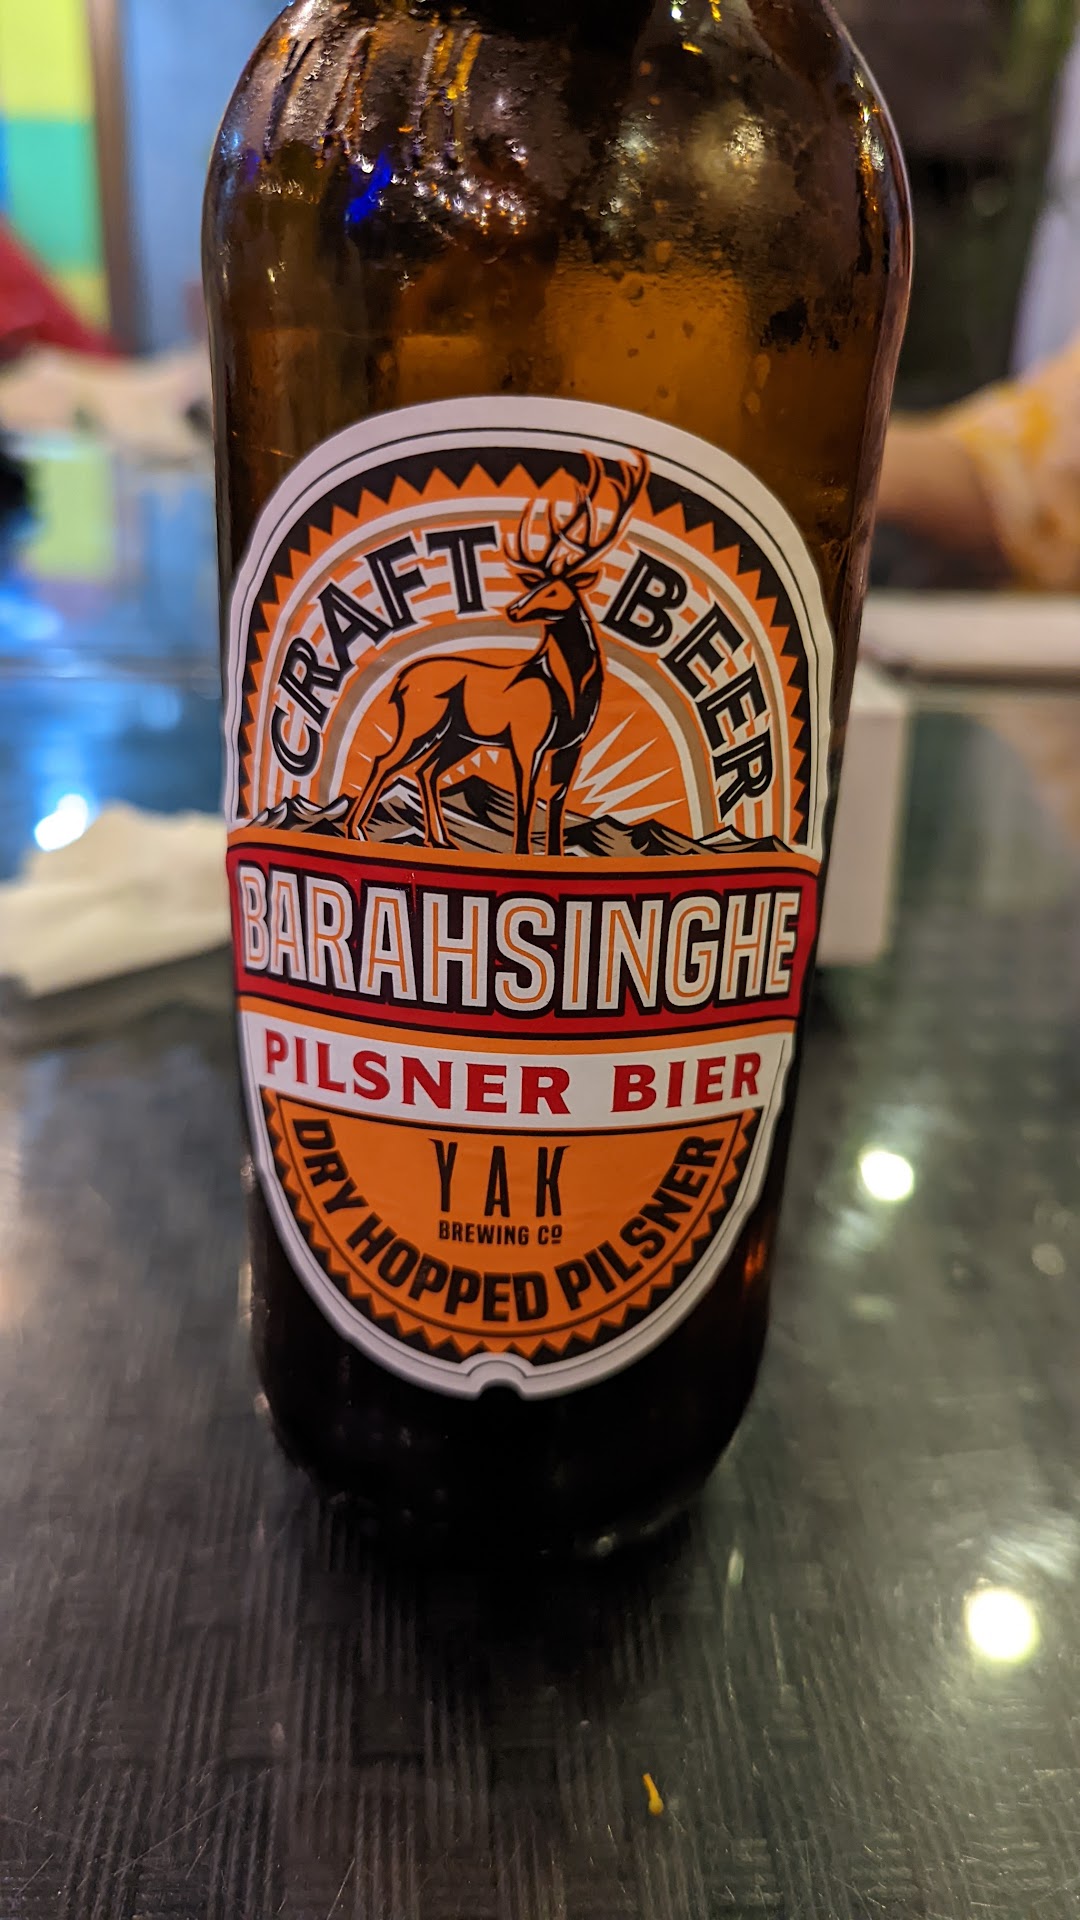 CRAFT BEER
BARAHSINGHE
PILSNER BIER
YAK
BREWING CO
DRY HOPPED PILSNER